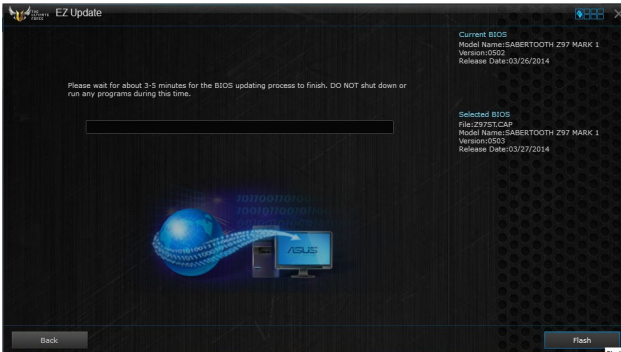 THE ULTIMATE FORCE
EZ Update
Current BIOS
Model Name:SABERTOOTH Z97 MARK 1
Version:0502
Release Date:03/26/2014
Please wait for about 3-5 minutes for the BIOS updating process to finish. DO NOT shut down or
run any programs during this time.
Selected BIOS
File:Z97ST.CAP
Model Name:SABERTOOTH Z97 MARK 1
Version:0503
Release Date:03/27/2014
ASUS
Back
Flash